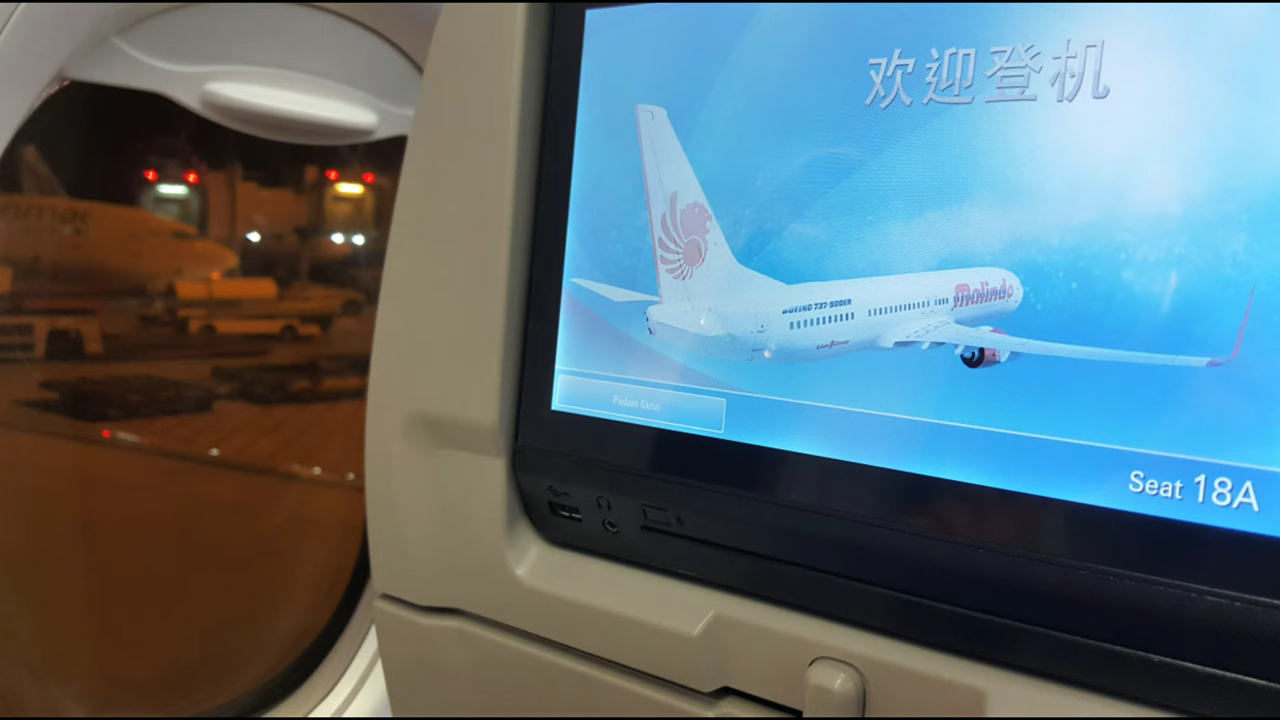 欢迎登机
BOEING 737-900ER
Malindo
Padam Skrin
Seat 18A